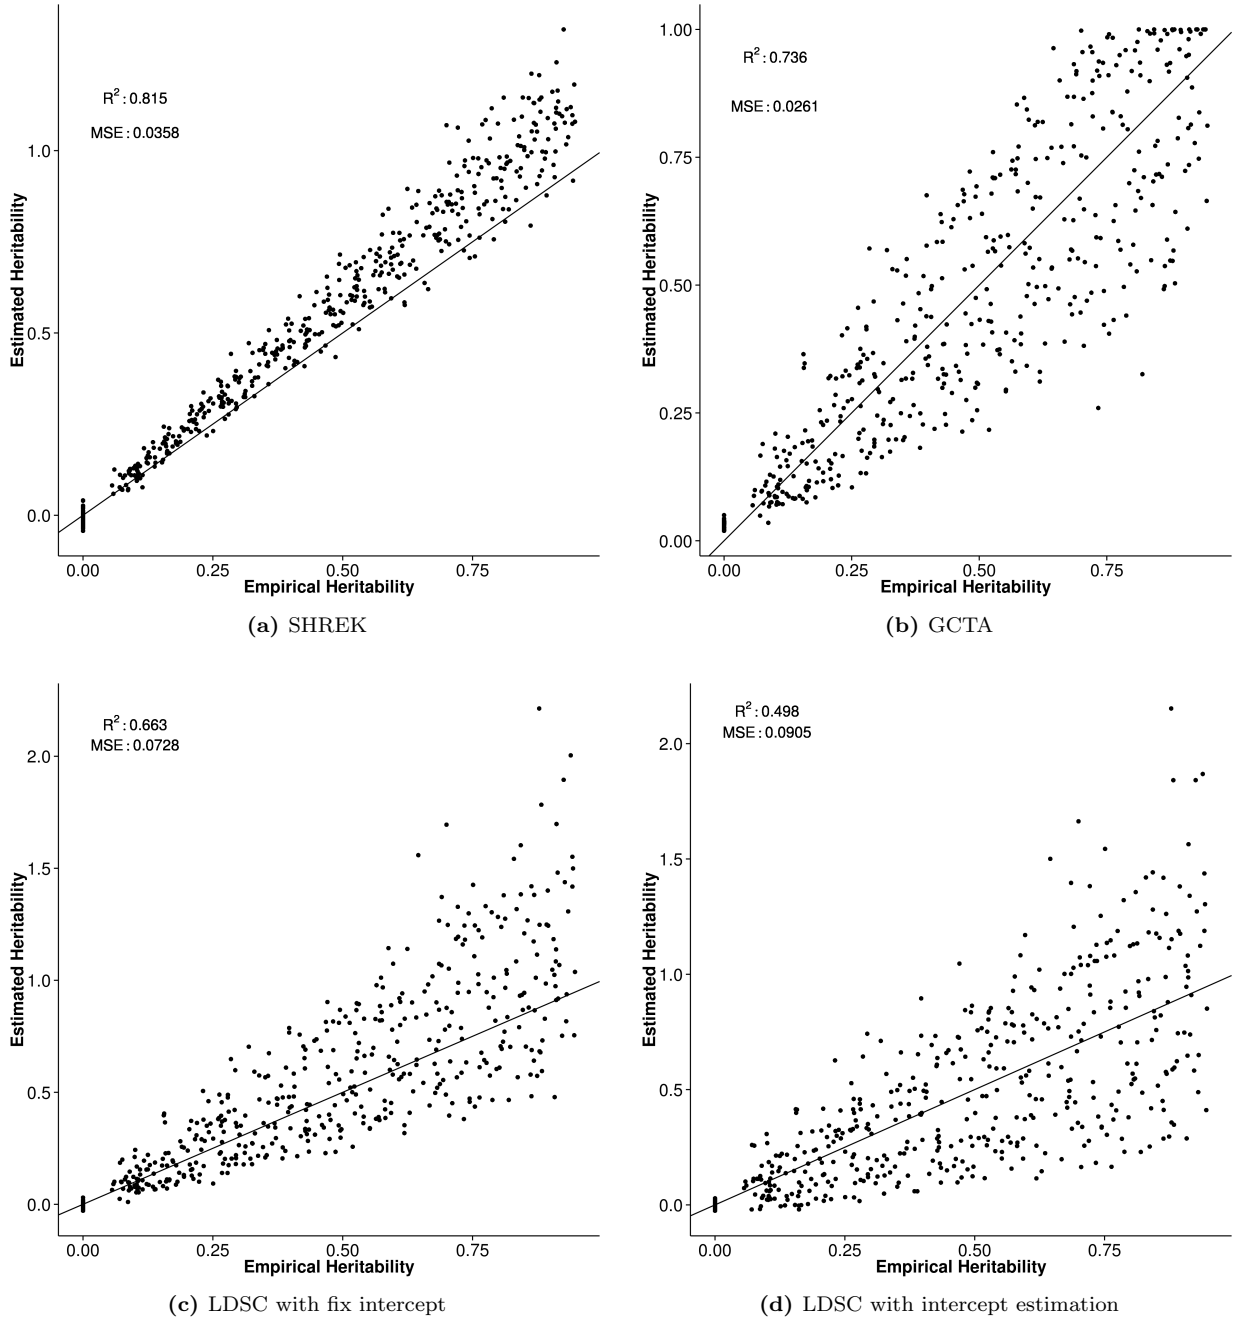 R²: 0.815
MSE: 0.0358
1.0
0.5
0.0
Estimated Heritability
0.00 0.25 0.50 0.75
Empirical Heritability
(a) SHREK
R²: 0.736
MSE: 0.0261
1.00
0.75
0.50
0.25
0.00
Estimated Heritability
0.00 0.25 0.50 0.75
Empirical Heritability
(b) GCTA
R²: 0.663
MSE: 0.0728
2.0
1.5
1.0
0.5
0.0
Estimated Heritability
0.00 0.25 0.50 0.75
Empirical Heritability
(c) LDSC with fix intercept
R²: 0.498
MSE: 0.0905
2.0
1.5
1.0
0.5
0.0
Estimated Heritability
0.00 0.25 0.50 0.75
Empirical Heritability
(d) LDSC with intercept estimation